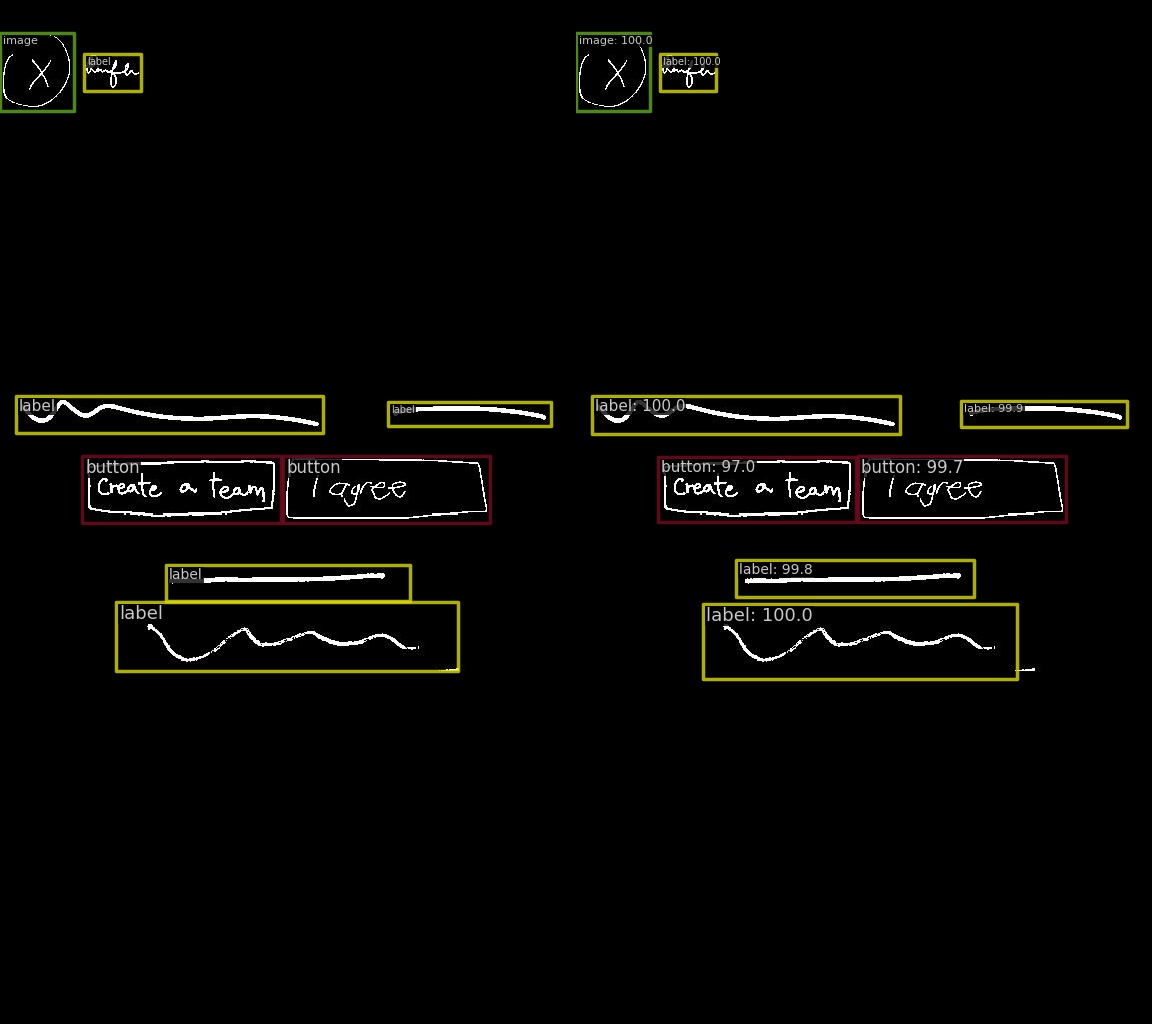 image image: 100.0
label label: 100.0
X X
label label: 100.0
label label: 99.9
button button button: 97.0 button: 99.7
Create a team I agree Create a team I agree
label label: 99.8
label label: 100.0